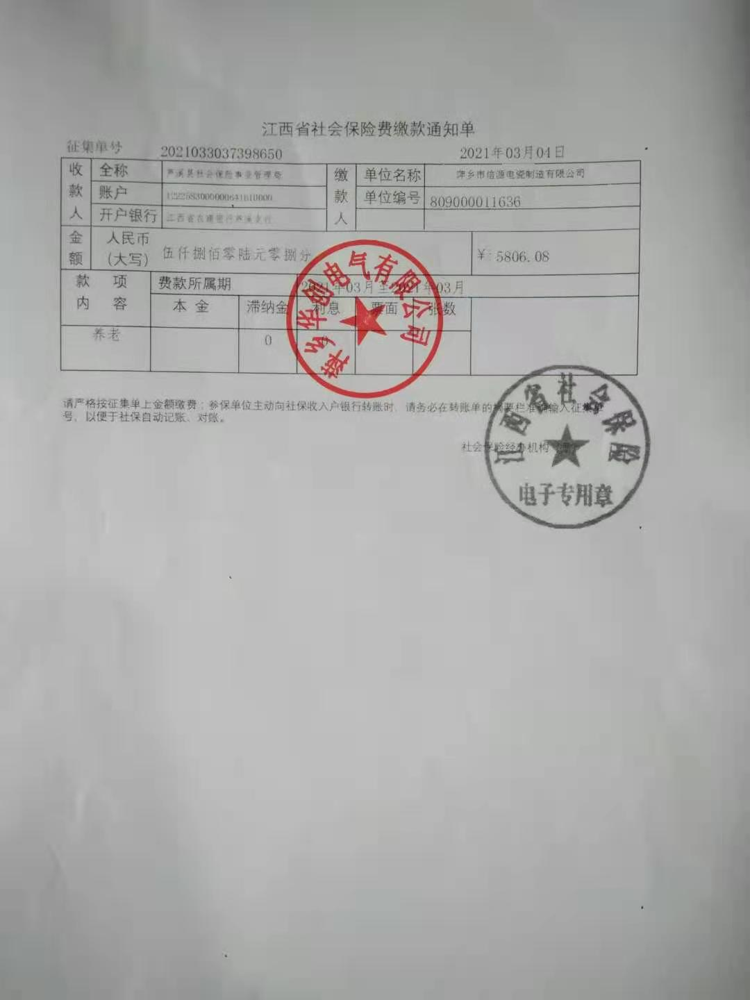 江西省社会保险费缴款通知单
征集单号 2021033037398650 2021年03月04日
收款人 全称 芦溪县社会保险事业管理局 缴款人 单位名称 萍乡市信源电瓷制造有限公司
账户 单位编号 809000011636
开户银行 江西省农商银行芦溪支行
金额 人民币(大写) 伍仟捌佰零陆元零捌分 ¥: 5806.08
款项内容 费款所属期 2021年03月至2021年03月
本金 滞纳金 利息 票面 张数
养老 0 0
萍乡华创电气有限公司
请严格按征集单上金额缴费；参保单位主动向社保收入户银行转账时，请务必在转账单的摘要栏准确输入征集单
号，以便于社保自动记账、对账。
社会保险经办机构
江西省社会保险
电子专用章